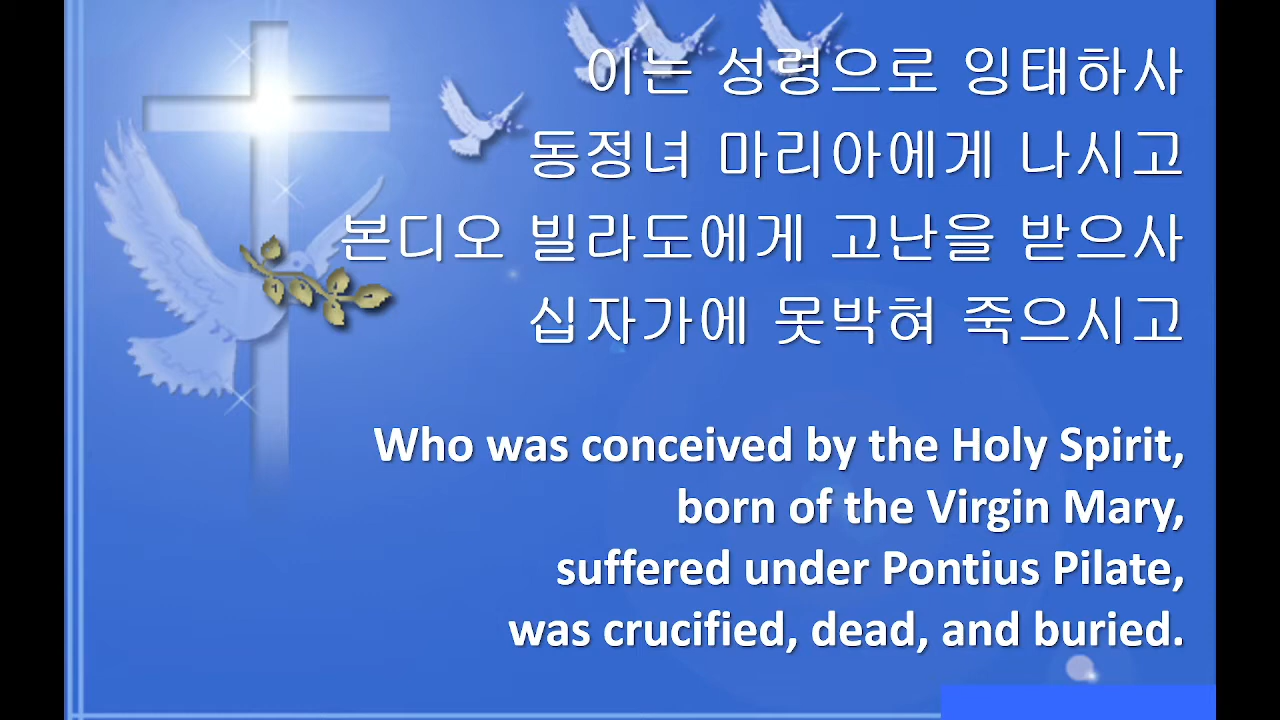 이는 성령으로 잉태하사
동정녀 마리아에게 나시고
본디오 빌라도에게 고난을 받으사
십자가에 못박혀 죽으시고
Who was conceived by the Holy Spirit,
born of the Virgin Mary,
suffered under Pontius Pilate,
was crucified, dead, and buried.